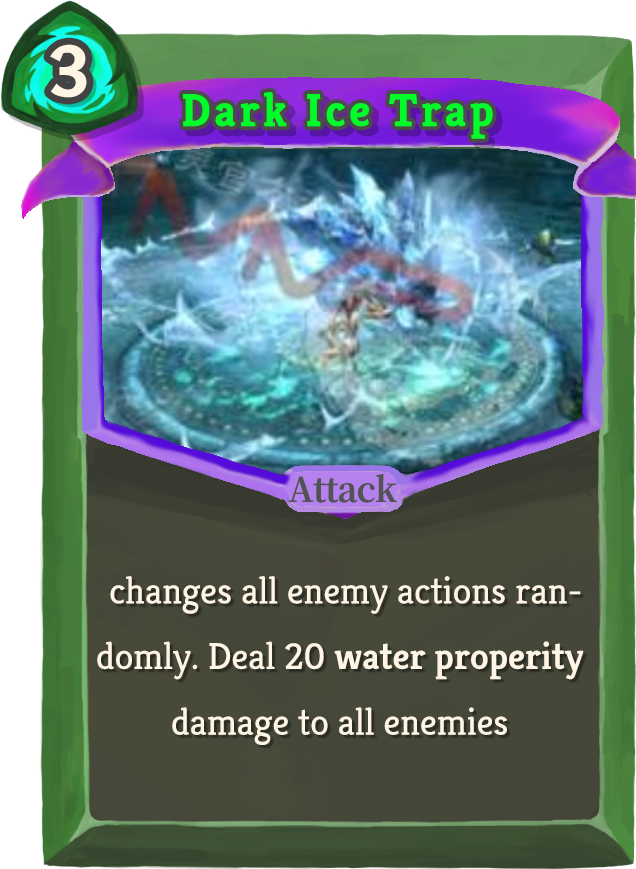 3
Dark Ice Trap
Attack
changes all enemy actions ran-
domly. Deal 20 water properity
damage to all enemies